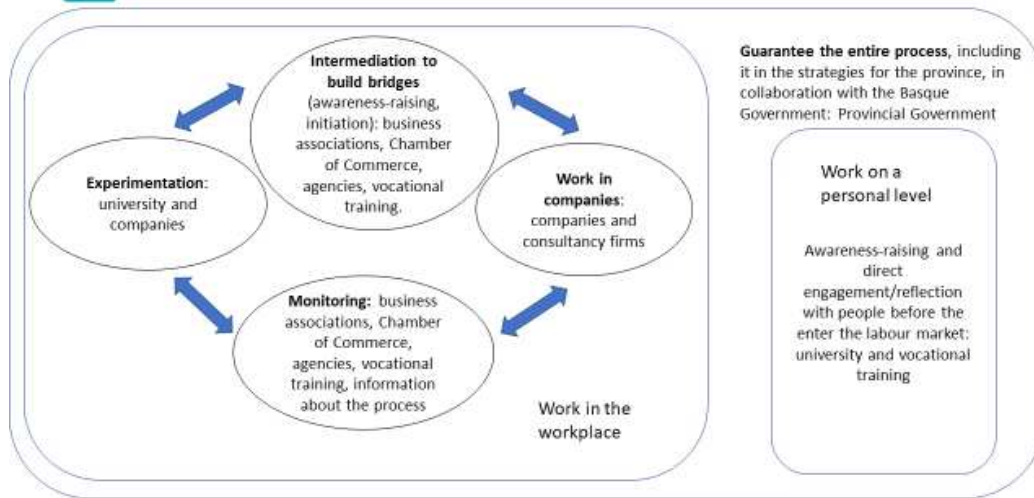 Intermediation to
build bridges
(awareness-raising,
initiation): business
associations, Chamber
of Commerce,
agencies, vocational
training.
Experimentation:
university and
companies
Work in
companies:
companies and
consultancy firms
Monitoring: business
associations, Chamber
of Commerce,
agencies, vocational
training, information
about the process
Work in the
workplace
Guarantee the entire process, including
it in the strategies for the province, in
collaboration with the Basque
Government: Provincial Government
Work on a
personal level
Awareness-raising and
direct
engagement/reflection
with people before the
enter the labour market:
university and vocational
training